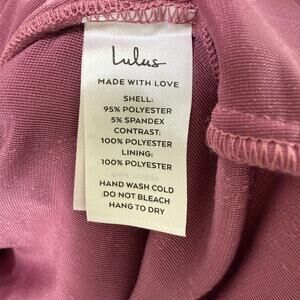 Lulus
MADE WITH LOVE
SHELL:
95% POLYESTER
5% SPANDEX
CONTRAST:
100% POLYESTER
LINING:
100% POLYESTER
HAND WASH COLD
DO NOT BLEACH
HANG TO DRY